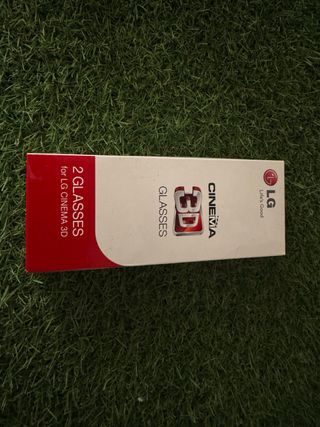 LG
Life's Good
CINEMA
3D
GLASSES
2 GLASSES
for LG CINEMA 3D